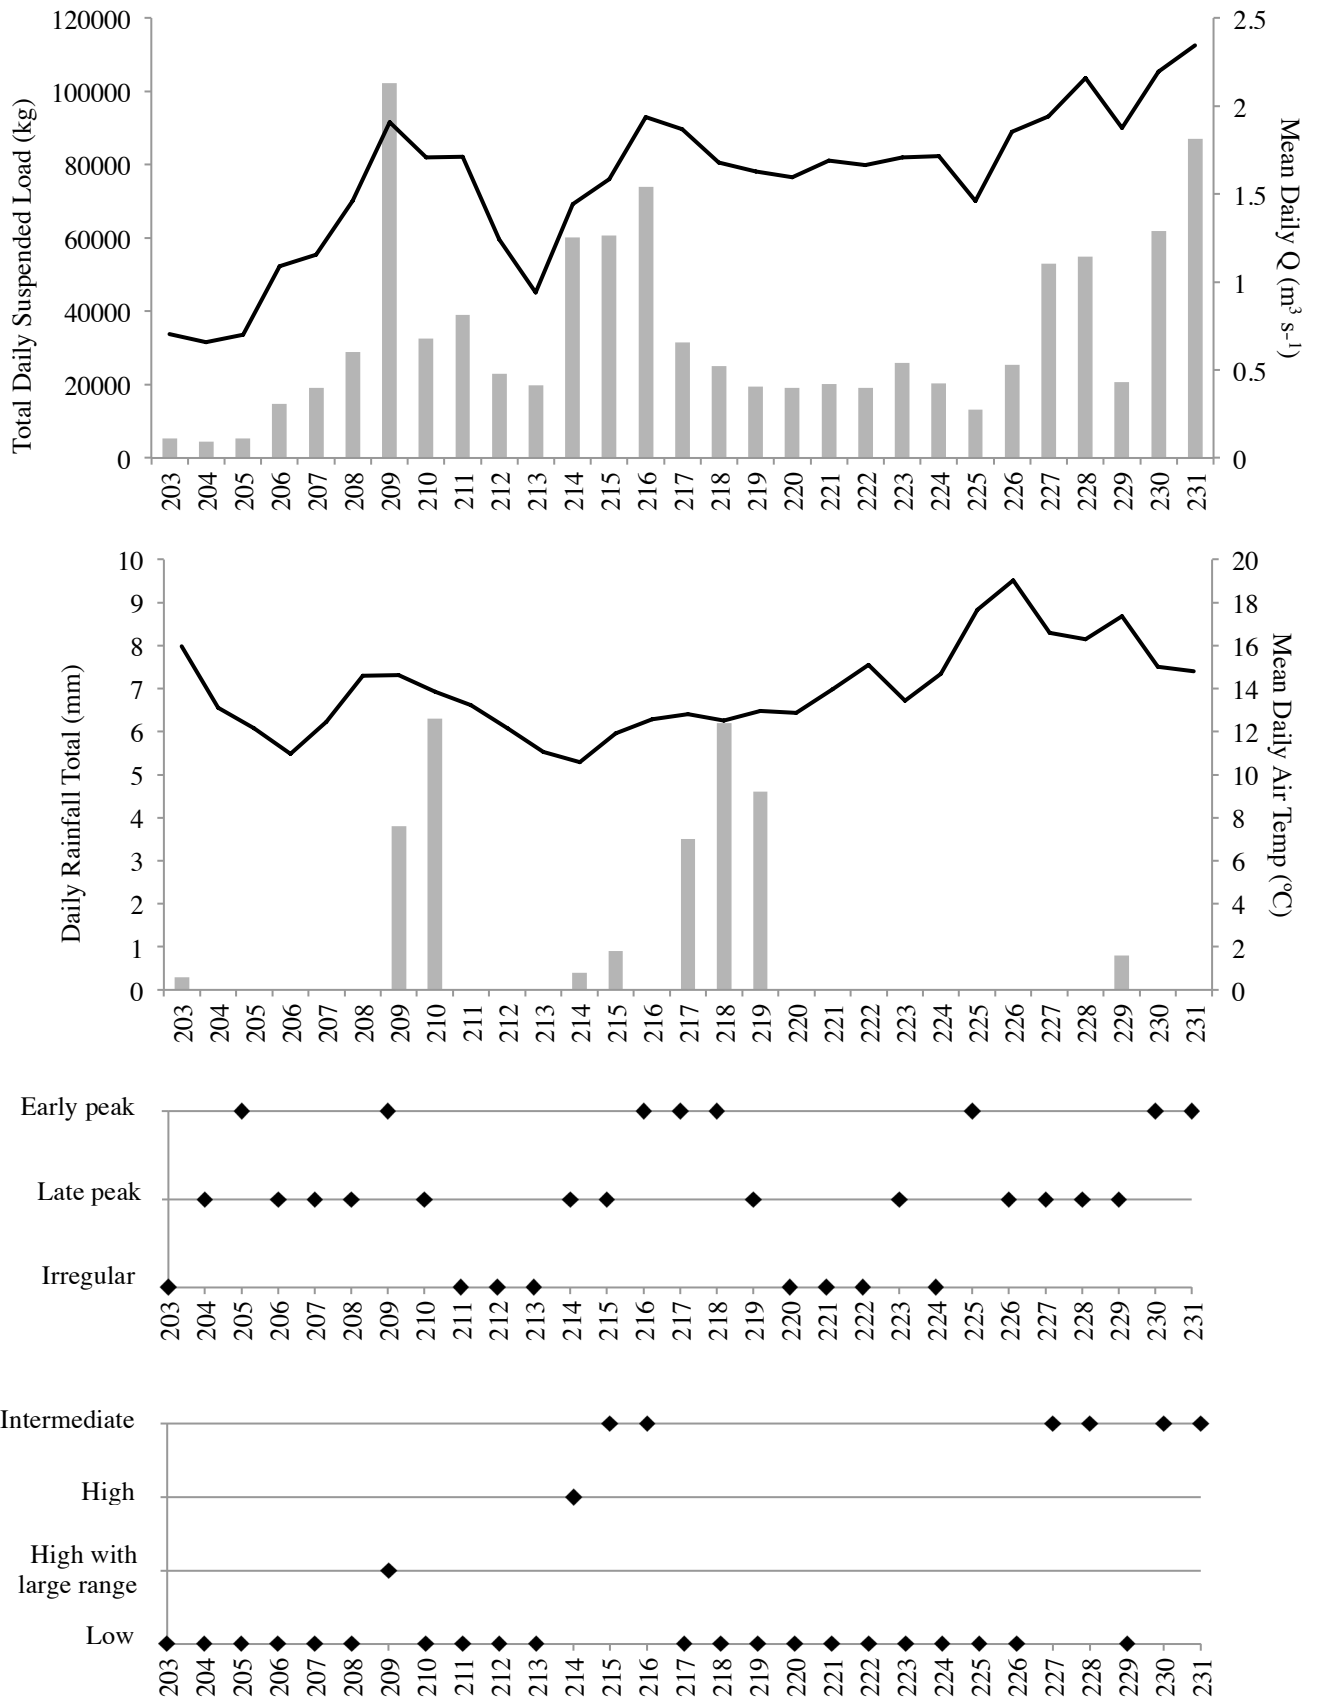 120000
100000
80000
60000
40000
20000
0
Total Daily Suspended Load (kg)
2.5
2
1.5
1
0.5
0
Mean Daily Q (m³ s-¹)
203 204 205 206 207 208 209 210 211 212 213 214 215 216 217 218 219 220 221 222 223 224 225 226 227 228 229 230 231
10
9
8
7
6
5
4
3
2
1
0
Daily Rainfall Total (mm)
20
18
16
14
12
10
8
6
4
2
0
Mean Daily Air Temp (°C)
203 204 205 206 207 208 209 210 211 212 213 214 215 216 217 218 219 220 221 222 223 224 225 226 227 228 229 230 231
Early peak
Late peak
Irregular
203 204 205 206 207 208 209 210 211 212 213 214 215 216 217 218 219 220 221 222 223 224 225 226 227 228 229 230 231
Intermediate
High
High with
large range
Low
203 204 205 206 207 208 209 210 211 212 213 214 215 216 217 218 219 220 221 222 223 224 225 226 227 228 229 230 231